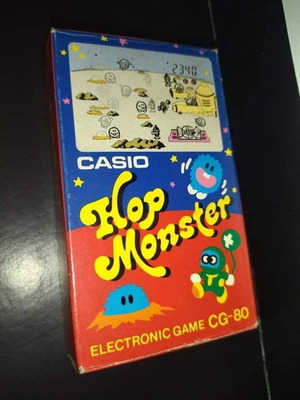 2340
CASIO
Hop
Monster
ELECTRONIC GAME CG-80